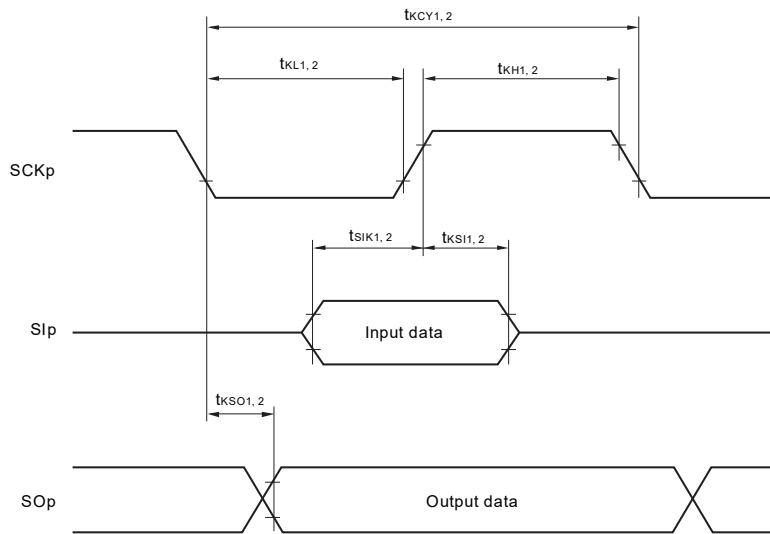 tKCY1, 2
tKL1, 2
tKH1, 2
SCKp
tSIK1, 2
tKSI1, 2
SIp
Input data
tKSO1, 2
SOp
Output data